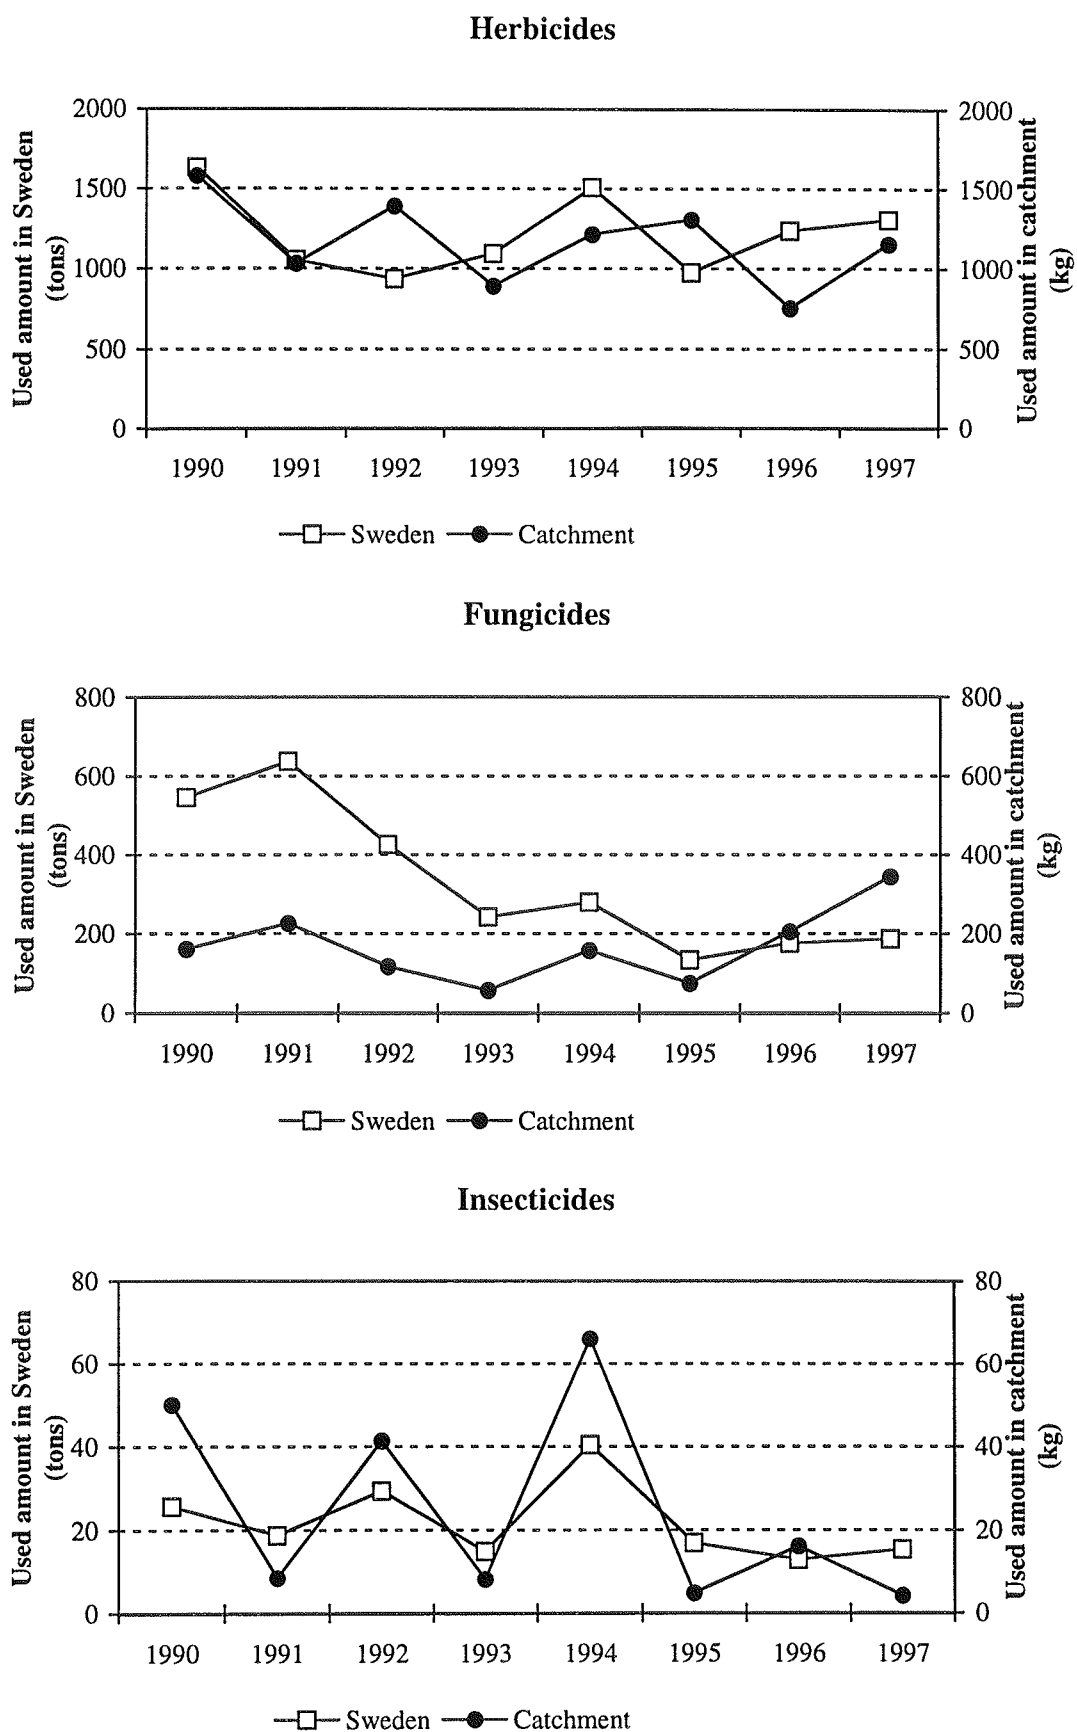 Herbicides
Used amount in Sweden
(tons)
2000
1500
1000
500
0
2000
1500
1000
500
0
Used amount in catchment
(kg)
1990 1991 1992 1993 1994 1995 1996 1997
Sweden Catchment
Fungicides
Used amount in Sweden
(tons)
800
600
400
200
0
800
600
400
200
0
Used amount in catchment
(kg)
1990 1991 1992 1993 1994 1995 1996 1997
Sweden Catchment
Insecticides
Used amount in Sweden
(tons)
80
60
40
20
0
80
60
40
20
0
Used amount in catchment
(kg)
1990 1991 1992 1993 1994 1995 1996 1997
Sweden Catchment